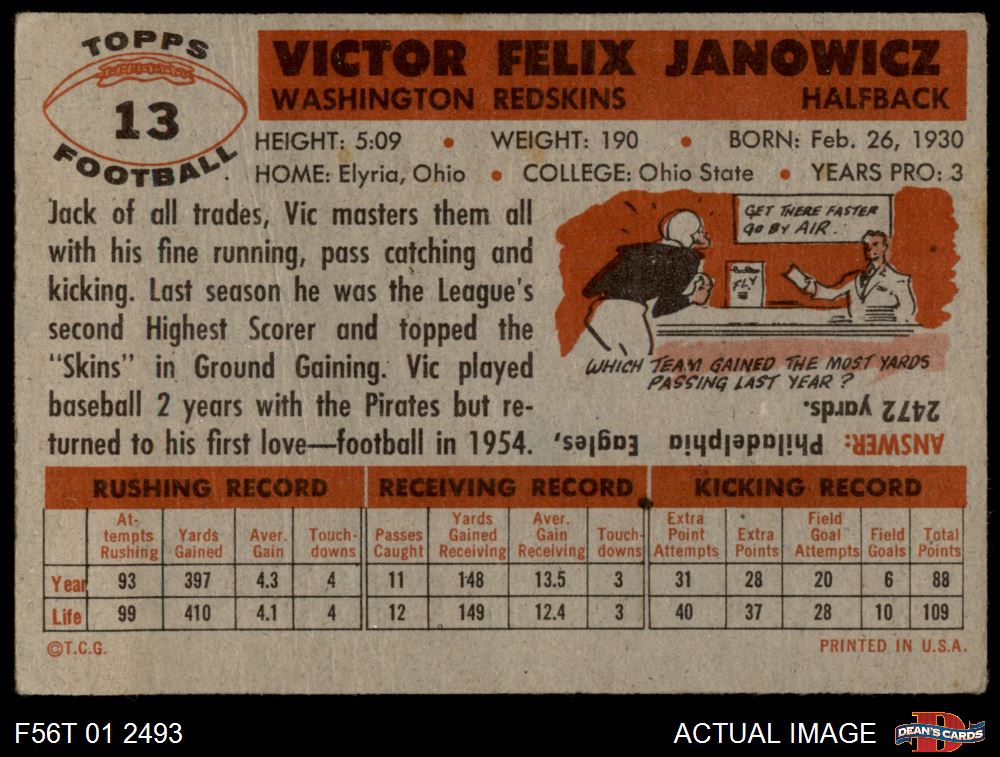 TOPPS
13
FOOTBALL
VICTOR FELIX JANOWICZ
WASHINGTON REDSKINS HALFBACK
HEIGHT: 5:09 • WEIGHT: 190 • BORN: Feb. 26, 1930
HOME: Elyria, Ohio • COLLEGE: Ohio State • YEARS PRO: 3
Jack of all trades, Vic masters them all
with his fine running, pass catching and
kicking. Last season he was the League's
second Highest Scorer and topped the
"Skins" in Ground Gaining. Vic played
baseball 2 years with the Pirates but re-
turned to his first love—football in 1954.
GET THERE FASTER
GO BY AIR.
FLY
WHICH TEAM GAINED THE MOST YARDS
PASSING LAST YEAR?
ANSWER: Philadelphia Eagles,
2472 yards.
RUSHING RECORD RECEIVING RECORD KICKING RECORD
At-tempts Rushing Yards Gained Aver. Gain Touch-downs Passes Caught Yards Gained Receiving Aver. Gain Receiving Touch-downs Extra Point Attempts Extra Points Field Goal Attempts Field Goals Total Points
Year 93 397 4.3 4 11 148 13.5 3 31 28 20 6 88
Life 99 410 4.1 4 12 149 12.4 3 40 37 28 10 109
©T.C.G. PRINTED IN U.S.A.
F56T 01 2493 ACTUAL IMAGE DEAN'S CARDS